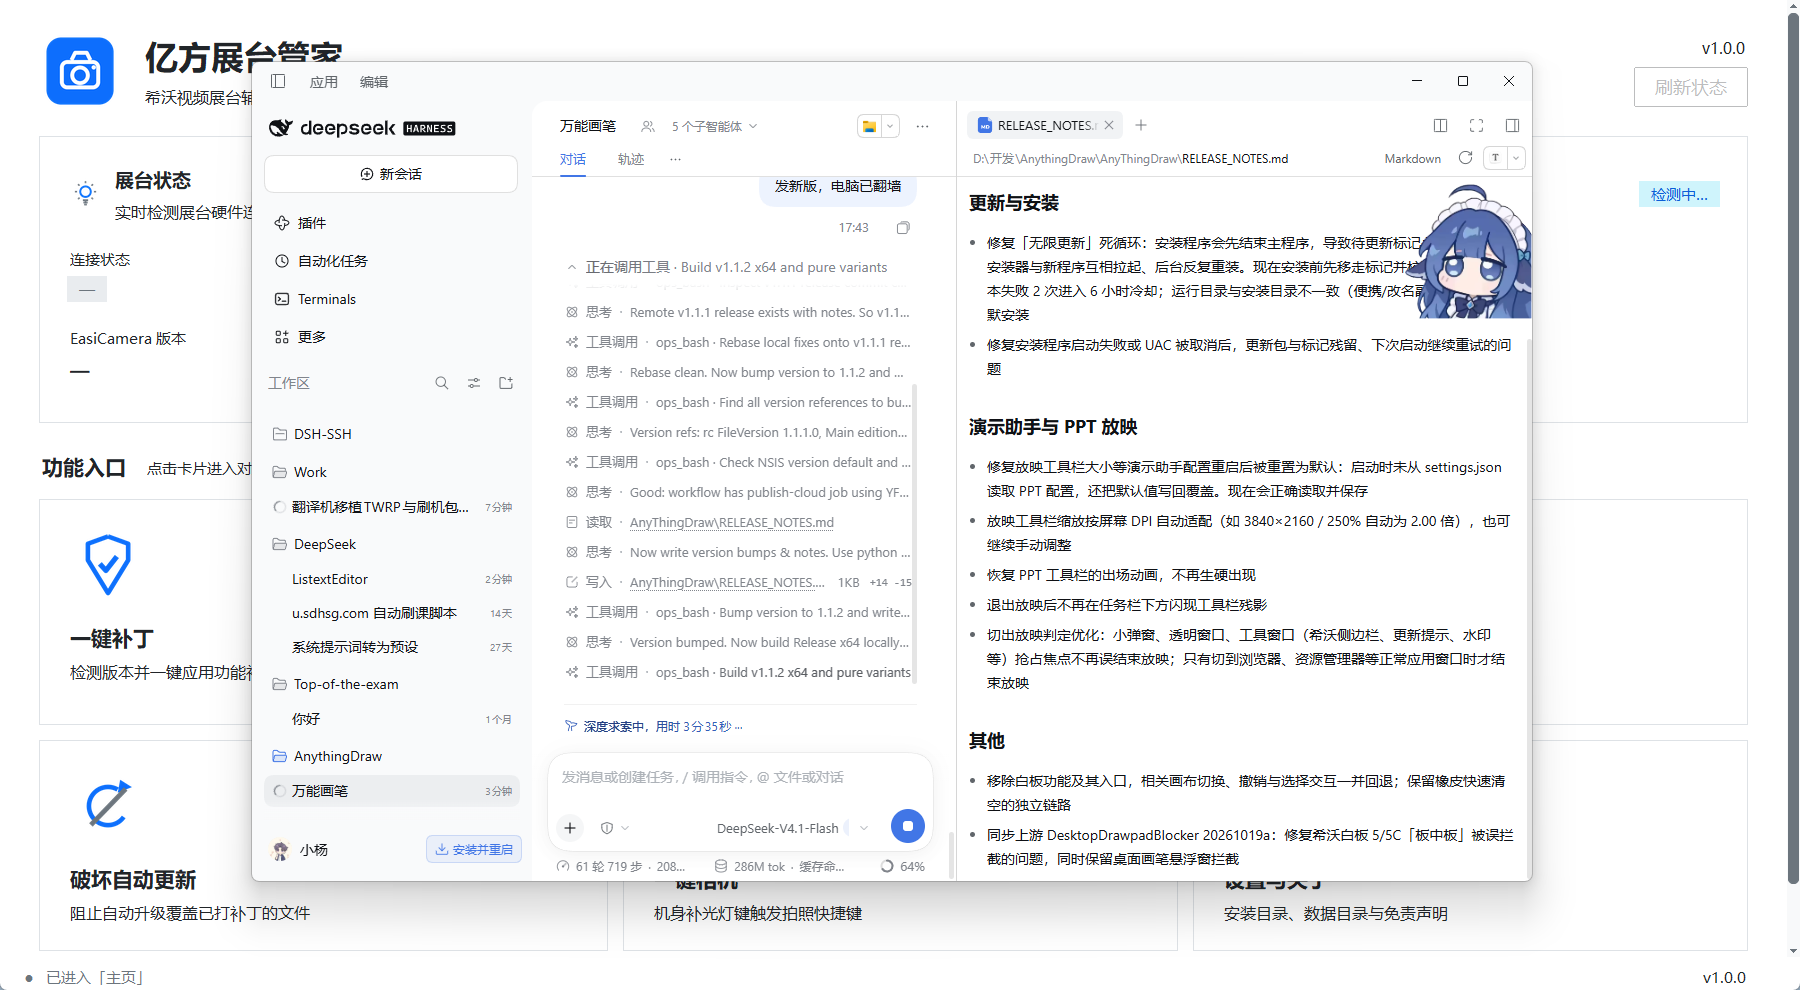 亿方展台管家
v1.0.0
刷新状态
展台状态
实时检测展台硬件连
检测中...
连接状态
—
EasiCamera 版本
—
功能入口
点击卡片进入对
一键补丁
破坏自动更新
阻止自动升级覆盖已打补丁的文件
机身补光灯键触发拍照快捷键
安装目录、数据目录与免责声明
已进入「主页」
v1.0.0
应用
编辑
deepseek HARNESS
新会话
插件
自动化任务
Terminals
更多
工作区
DSH-SSH
Work
翻译机移植TWRP与刷机包...
7分钟
DeepSeek
ListextEditor
2分钟
u.sdhsg.com 自动刷课脚本
14天
系统提示词转为预设
27天
Top-of-the-exam
你好
1个月
AnythingDraw
万能画笔
3分钟
小杨
安装并重启
万能画笔
5 个子智能体
对话
轨迹
发新版，电脑已翻墙
17:43
正在调用工具 · Build v1.1.2 x64 and pure variants
思考 · Remote v1.1.1 release exists with notes. So v1.1...
工具调用 · ops_bash · Rebase local fixes onto v1.1.1 re...
思考 · Rebase clean. Now bump version to 1.1.2 and ...
工具调用 · ops_bash · Find all version references to bu...
思考 · Version refs: rc FileVersion 1.1.1.0, Main edition...
工具调用 · ops_bash · Check NSIS version default and ...
思考 · Good: workflow has publish-cloud job using YF...
读取 · AnyThingDraw\RELEASE_NOTES.md
思考 · Now write version bumps & notes. Use python ...
写入 · AnyThingDraw\RELEASE_NOTES.... 1KB +14 -15
工具调用 · ops_bash · Bump version to 1.1.2 and write...
思考 · Version bumped. Now build Release x64 locally...
工具调用 · ops_bash · Build v1.1.2 x64 and pure variants
深度求索中，用时 3分35秒 ...
发消息或创建任务，/ 调用指令，@ 文件或对话
DeepSeek-V4.1-Flash
61 轮 719 步 · 208...
286M tok · 缓存命...
64%
RELEASE_NOTES.
D:\开发\AnythingDraw\AnyThingDraw\RELEASE_NOTES.md
Markdown
更新与安装
修复「无限更新」死循环：安装程序会先结束主程序，导致待更新标记
安装器与新程序互相拉起、后台反复重装。现在安装前先移走标记并
本失败 2 次进入 6 小时冷却；运行目录与安装目录不一致（便携/改名
默安装
修复安装程序启动失败或 UAC 被取消后，更新包与标记残留、下次启动继续重试的问
题
演示助手与 PPT 放映
修复放映工具栏大小等演示助手配置重启后被重置为默认：启动时未从 settings.json
读取 PPT 配置，还把默认值写回覆盖。现在会正确读取并保存
放映工具栏缩放按屏幕 DPI 自动适配（如 3840×2160 / 250% 自动为 2.00 倍），也可
继续手动调整
恢复 PPT 工具栏的出场动画，不再生硬出现
退出放映后不再在任务栏下方闪现工具栏残影
切出放映判定优化：小弹窗、透明窗口、工具窗口（希沃侧边栏、更新提示、水印
等）抢占焦点不再误结束放映；只有切到浏览器、资源管理器等正常应用窗口时才结
束放映
其他
移除白板功能及其入口，相关画布切换、撤销与选择交互一并回退；保留橡皮快速清
空的独立链路
同步上游 DesktopDrawpadBlocker 20261019a：修复希沃白板 5/5C「板中板」被误拦
截的问题，同时保留桌面画笔悬浮窗拦截